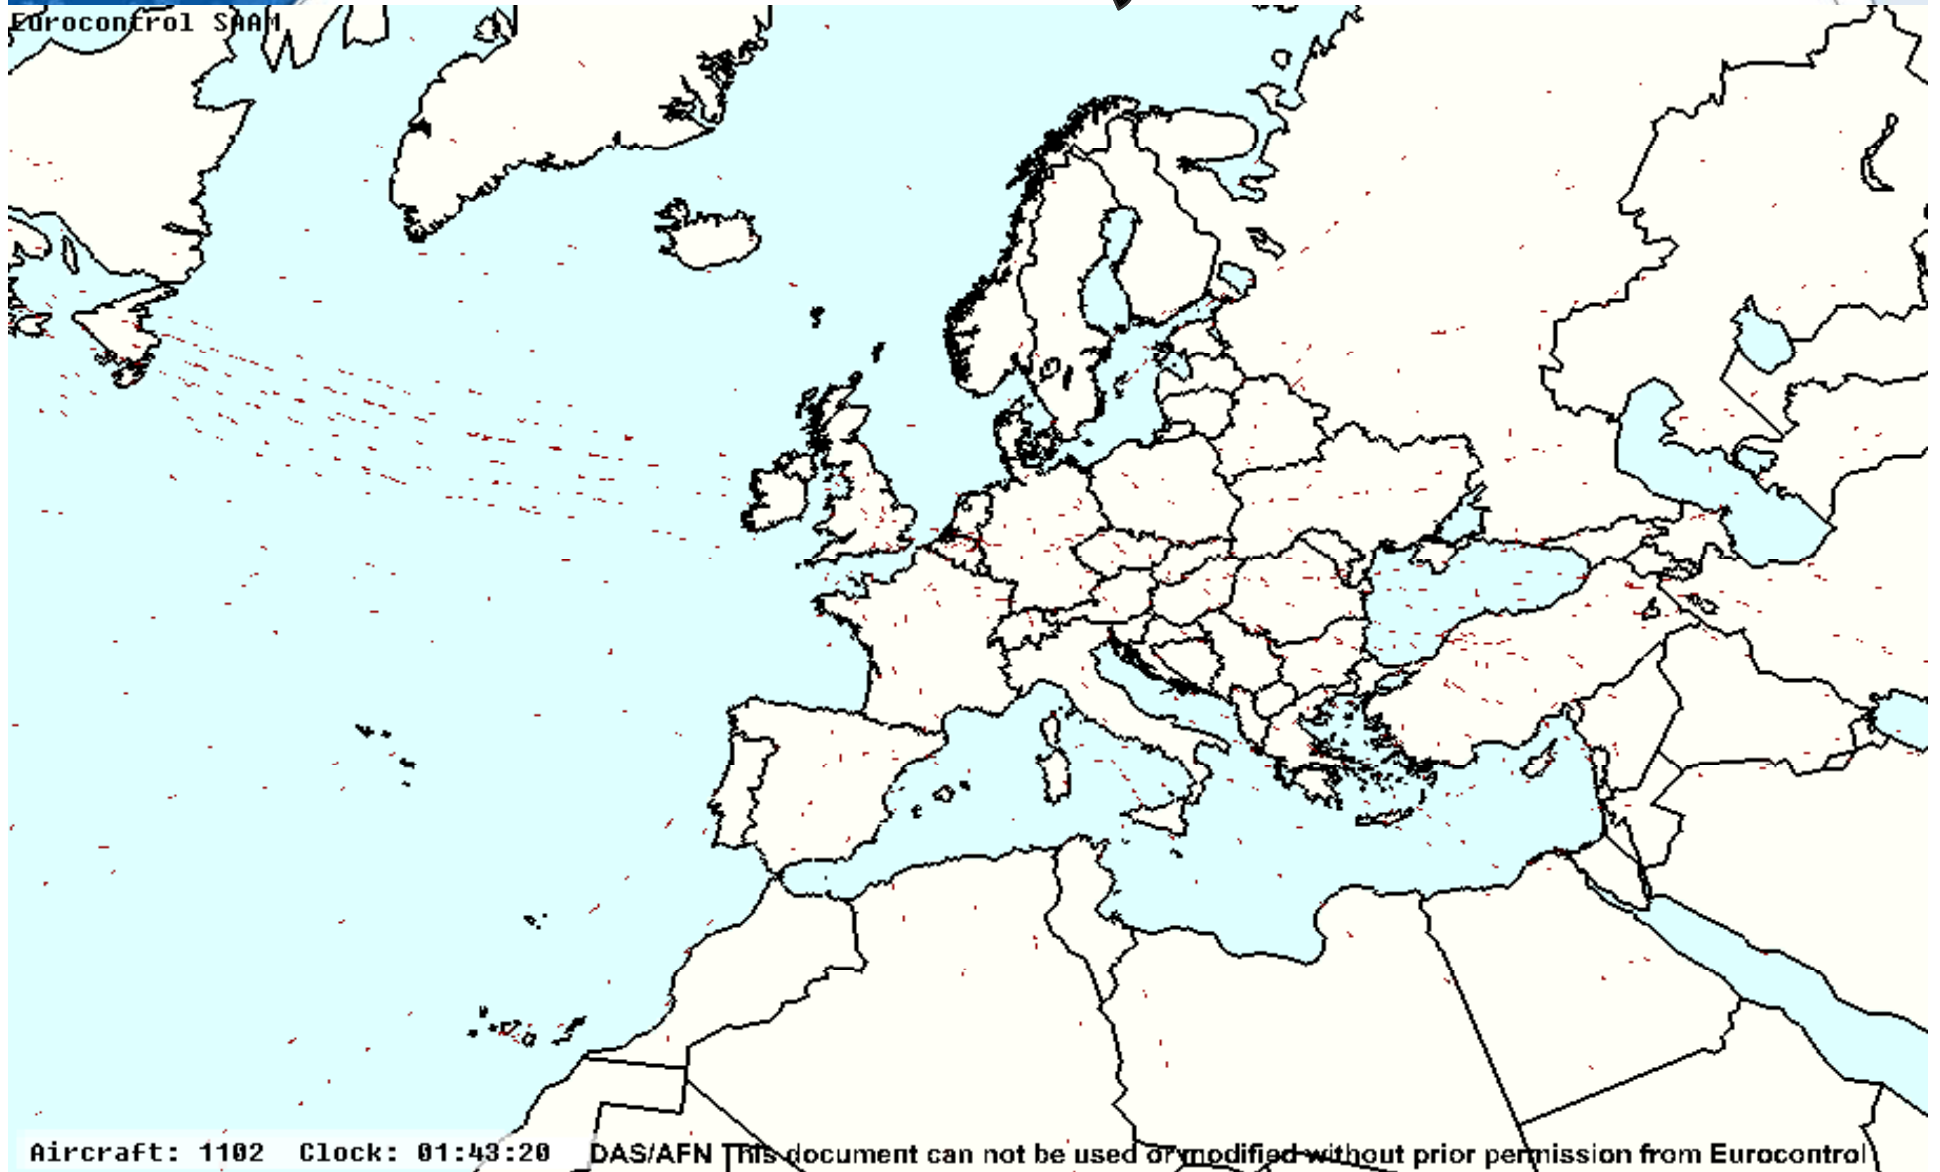 Eurocontrol SAAM
Aircraft: 1102 Clock: 01:43:20 DAS/AFN This document can not be used or modified without prior permission from Eurocontrol